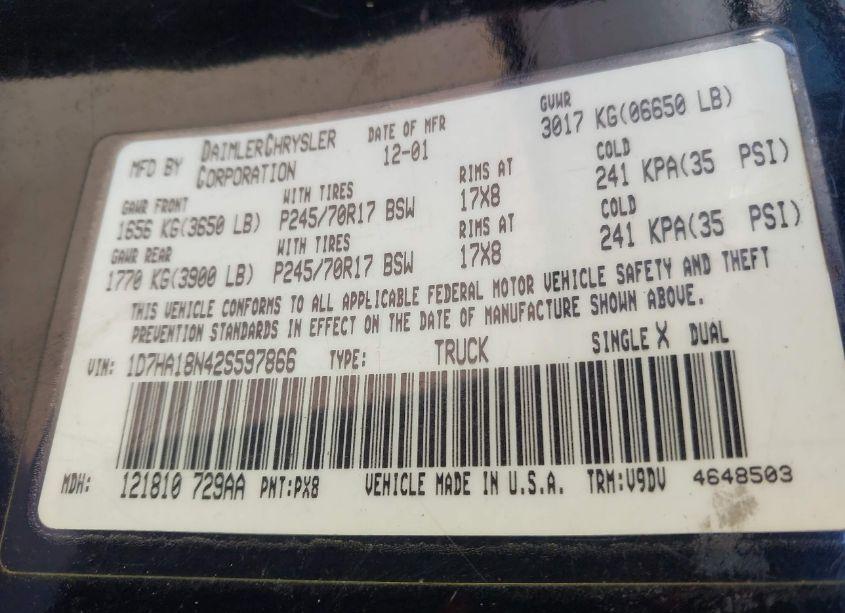 MFD BY DAIMLERCHRYSLER CORPORATION DATE OF MFR 12-01 GVWR 3017 KG(06650 LB)
GAWR FRONT WITH TIRES RIMS AT COLD
1656 KG(3650 LB) P245/70R17 BSW 17X8 241 KPA(35 PSI)
GAWR REAR WITH TIRES RIMS AT COLD
1770 KG(3900 LB) P245/70R17 BSW 17X8 241 KPA(35 PSI)
THIS VEHICLE CONFORMS TO ALL APPLICABLE FEDERAL MOTOR VEHICLE SAFETY AND THEFT
PREVENTION STANDARDS IN EFFECT ON THE DATE OF MANUFACTURE SHOWN ABOVE.
VIN: 1D7HA18N42S597866 TYPE: TRUCK SINGLE X DUAL
MDH: 121810 729AA PNT:PX8 VEHICLE MADE IN U.S.A. TRM:V9DV 4648503